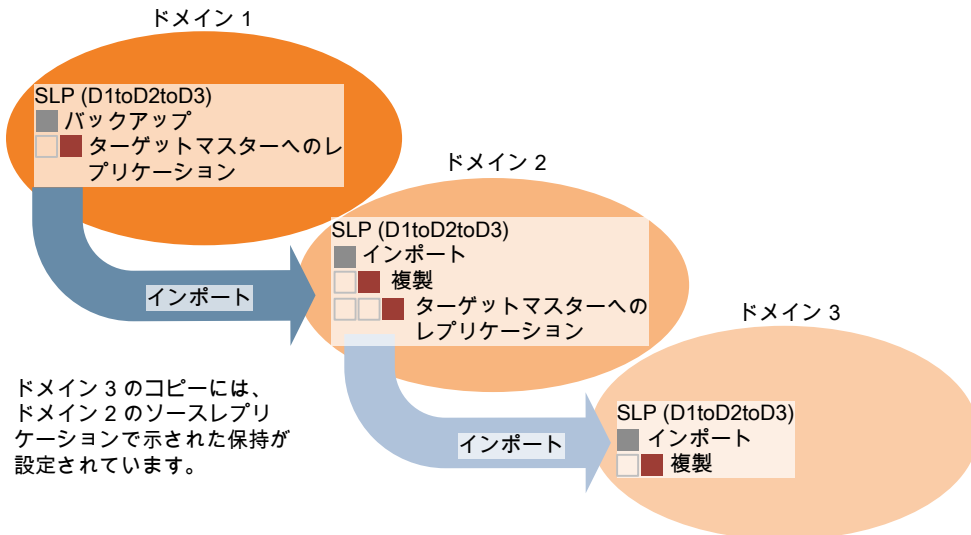 ドメイン 1
SLP (D1toD2toD3)
バックアップ
ターゲットマスターへのレ
プリケーション
インポート
ドメイン 2
SLP (D1toD2toD3)
インポート
複製
ターゲットマスターへの
レプリケーション
インポート
ドメイン 3
SLP (D1toD2toD3)
インポート
複製
ドメイン 3 のコピーには、
ドメイン 2 のソースレプリ
ケーションで示された保持が
設定されています。